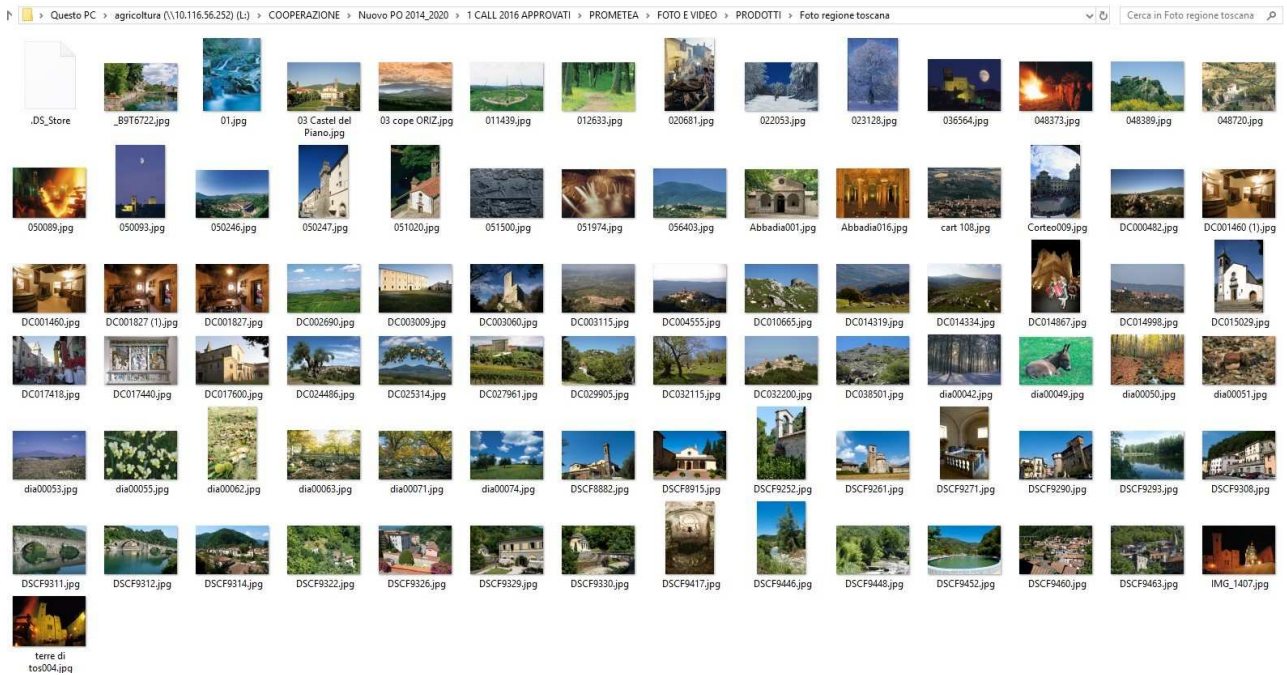 Questo PC > agricoltura (\\10.116.56.252) (L:) > COOPERAZIONE > Nuovo PO 2014_2020 > 1 CALL 2016 APPROVATI > PROMETEA > FOTO E VIDEO > PRODOTTI > Foto regione toscana
Cerca in Foto regione toscana
.DS_Store _B9T6722.jpg 01.jpg 03 Castel del 03 cope ORIZ.jpg 011439.jpg 012633.jpg 020681.jpg 022053.jpg 023128.jpg 036564.jpg 048373.jpg 048389.jpg 048720.jpg
Piano.jpg
050089.jpg 050093.jpg 050246.jpg 050247.jpg 051020.jpg 051500.jpg 051974.jpg 056403.jpg Abbadia001.jpg Abbadia016.jpg cart 108.jpg Corteo009.jpg DC000482.jpg DC001460 (1).jpg
DC001460.jpg DC001827 (1).jpg DC001827.jpg DC002690.jpg DC003009.jpg DC003060.jpg DC003115.jpg DC004555.jpg DC010665.jpg DC014319.jpg DC014334.jpg DC014867.jpg DC014998.jpg DC015029.jpg
DC017418.jpg DC017440.jpg DC017600.jpg DC024486.jpg DC025314.jpg DC027961.jpg DC029905.jpg DC032115.jpg DC032200.jpg DC038501.jpg dia00042.jpg dia00049.jpg dia00050.jpg dia00051.jpg
dia00053.jpg dia00055.jpg dia00062.jpg dia00063.jpg dia00071.jpg dia00074.jpg DSCF8882.jpg DSCF8915.jpg DSCF9252.jpg DSCF9261.jpg DSCF9271.jpg DSCF9290.jpg DSCF9293.jpg DSCF9308.jpg
DSCF9311.jpg DSCF9312.jpg DSCF9314.jpg DSCF9322.jpg DSCF9326.jpg DSCF9329.jpg DSCF9330.jpg DSCF9417.jpg DSCF9446.jpg DSCF9448.jpg DSCF9452.jpg DSCF9460.jpg DSCF9463.jpg IMG_1407.jpg
terre di
tos004.jpg